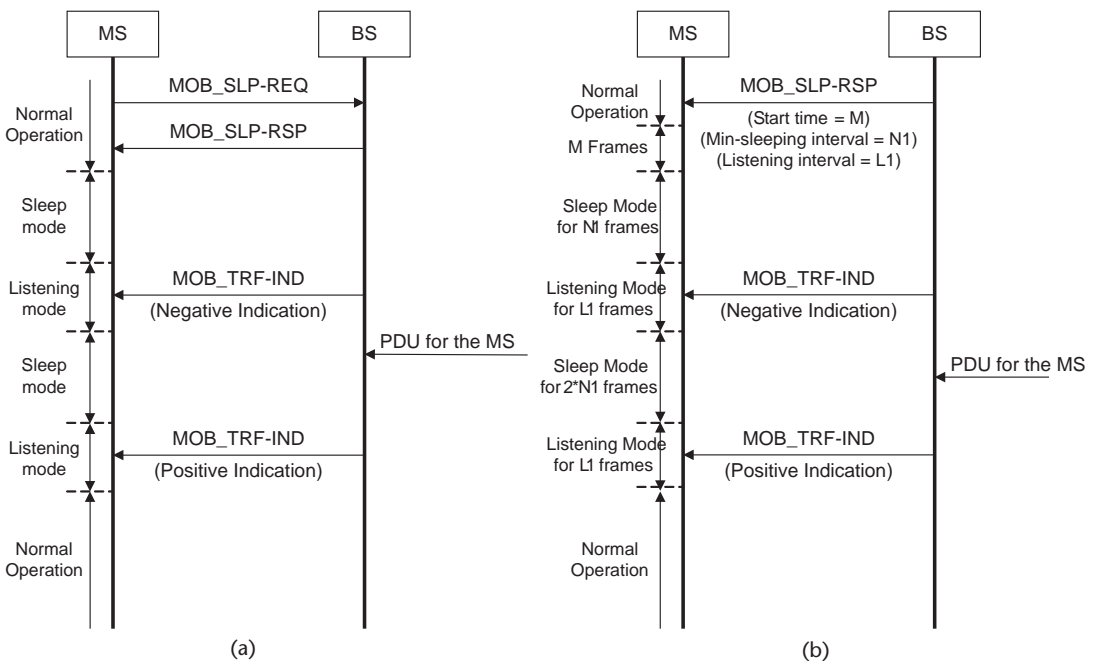 MS
BS
MOB_SLP-REQ
Normal
Operation
MOB_SLP-RSP
Sleep
mode
MOB_TRF-IND
Listening
mode
(Negative Indication)
PDU for the MS
Sleep
mode
MOB_TRF-IND
Listening
mode
(Positive Indication)
Normal
Operation
(a)
MS
BS
Normal
Operation
MOB_SLP-RSP
(Start time = M)
M Frames
(Min-sleeping interval = N1)
(Listening interval = L1)
Sleep Mode
for N1 frames
MOB_TRF-IND
Listening Mode
for L1 frames
(Negative Indication)
PDU for the MS
Sleep Mode
for 2*N1 frames
MOB_TRF-IND
Listening Mode
for L1 frames
(Positive Indication)
Normal
Operation
(b)